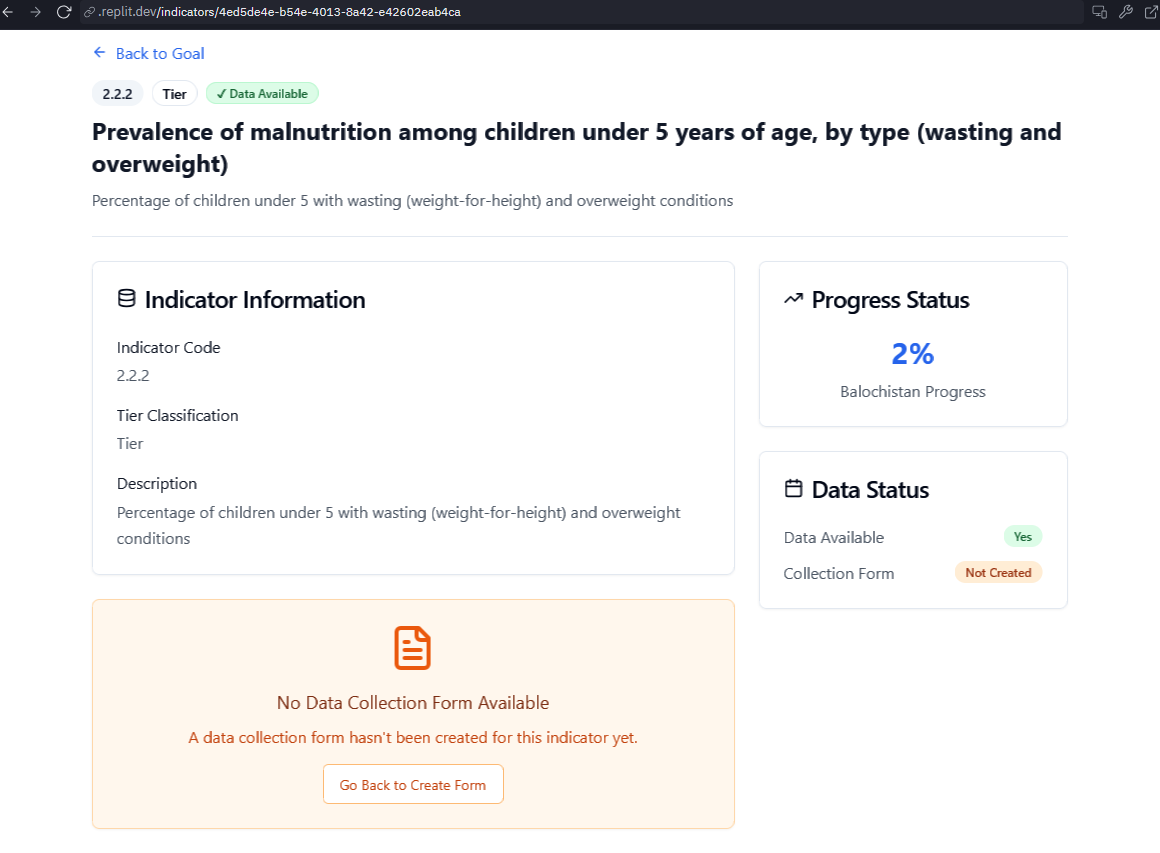 .replit.dev/indicators/4ed5de4e-b54e-4013-8a42-e42602eab4ca
Back to Goal
2.2.2 Tier ✓ Data Available
Prevalence of malnutrition among children under 5 years of age, by type (wasting and
overweight)
Percentage of children under 5 with wasting (weight-for-height) and overweight conditions
Indicator Information
Indicator Code
2.2.2
Tier Classification
Tier
Description
Percentage of children under 5 with wasting (weight-for-height) and overweight
conditions
No Data Collection Form Available
A data collection form hasn't been created for this indicator yet.
Go Back to Create Form
Progress Status
2%
Balochistan Progress
Data Status
Data Available Yes
Collection Form Not Created